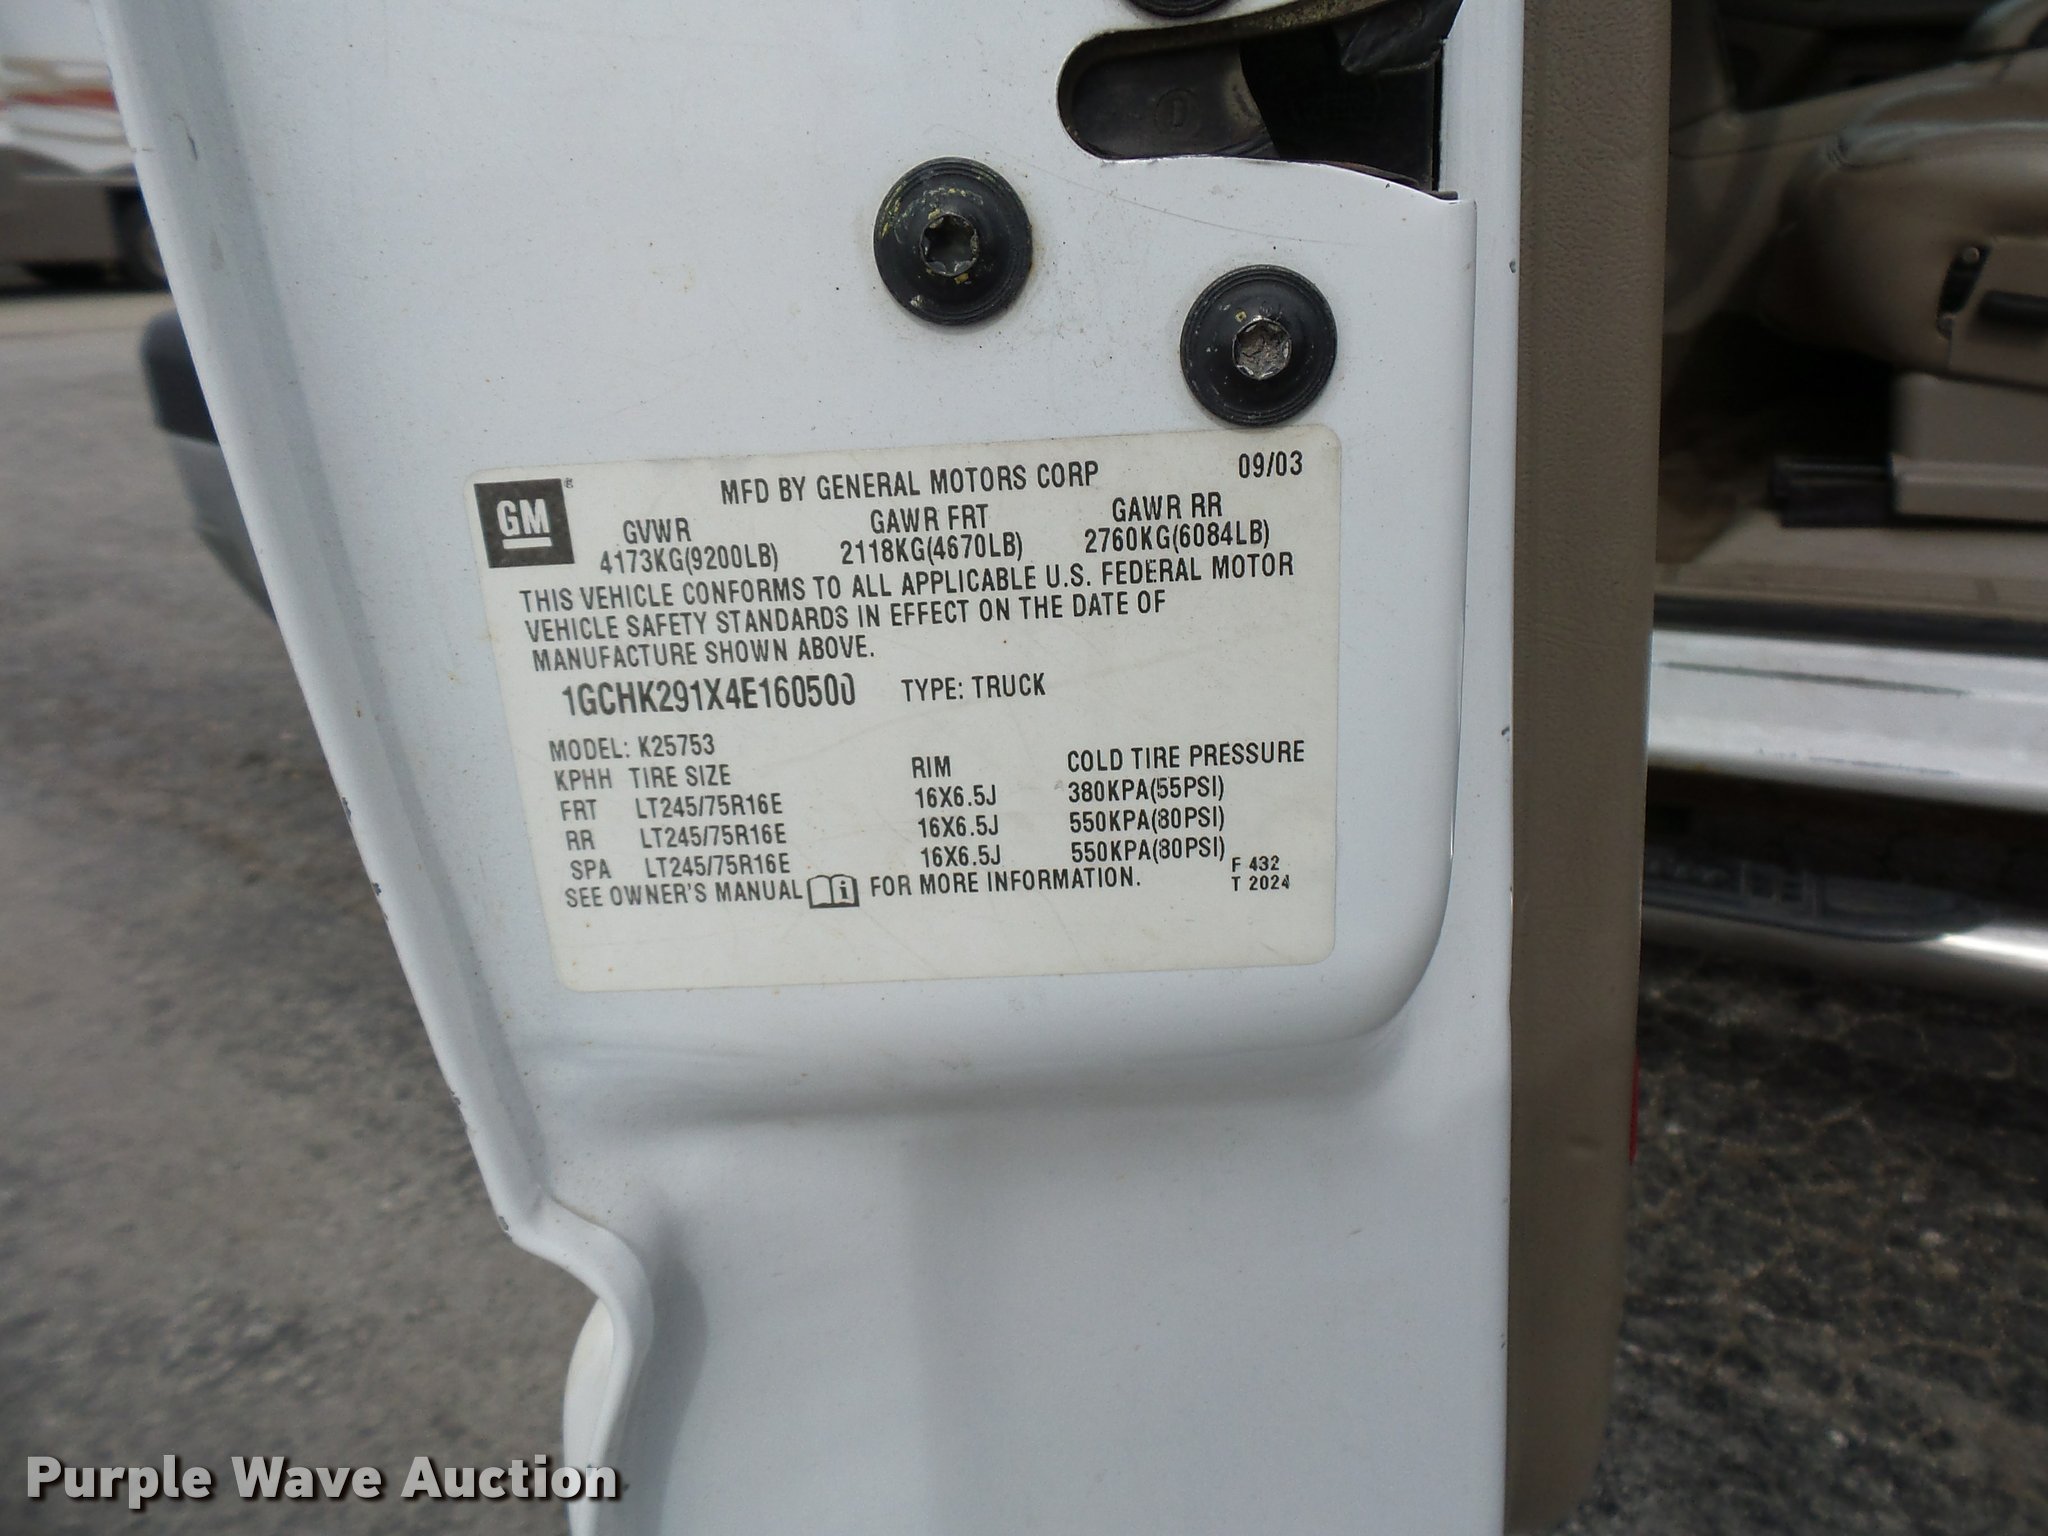 GM
MFD BY GENERAL MOTORS CORP 09/03
GVWR GAWR FRT GAWR RR
4173KG(9200LB) 2118KG(4670LB) 2760KG(6084LB)
THIS VEHICLE CONFORMS TO ALL APPLICABLE U.S. FEDERAL MOTOR
VEHICLE SAFETY STANDARDS IN EFFECT ON THE DATE OF
MANUFACTURE SHOWN ABOVE.
1GCHK291X4E160500 TYPE: TRUCK
MODEL: K25753
KPHH TIRE SIZE RIM COLD TIRE PRESSURE
FRT LT245/75R16E 16X6.5J 380KPA(55PSI)
RR LT245/75R16E 16X6.5J 550KPA(80PSI)
SPA LT245/75R16E 16X6.5J 550KPA(80PSI)
SEE OWNER'S MANUAL i FOR MORE INFORMATION.
F 432
T 2024
Purple Wave Auction